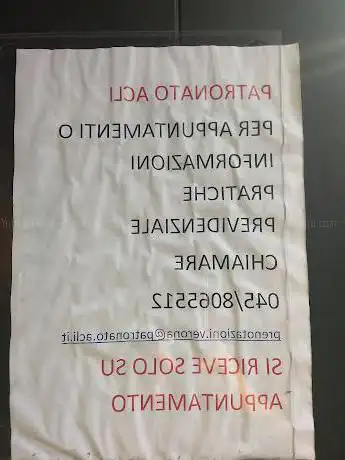 PATRONATO ACLI
PER APPUNTAMENTI O
INFORMAZIONI
PRATICHE
PREVIDENZIALE
CHIAMARE
045/8065512
prenotazioni.verona@patronato.acli.it
SI RICEVE SOLO SU
APPUNTAMENTO